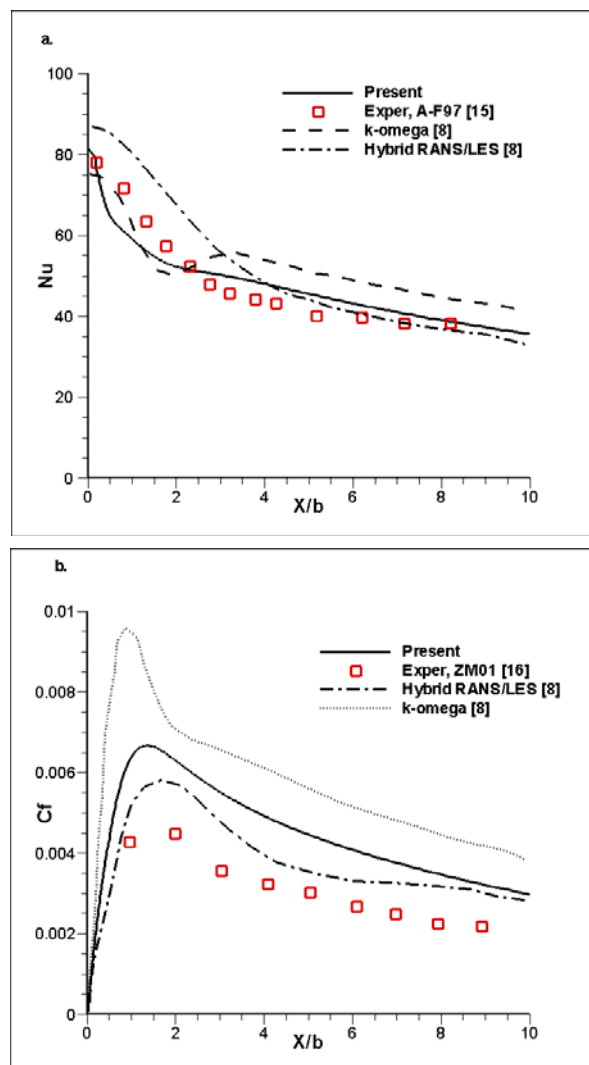 a.
100
80
60
40
20
0
Nu
Present
Exper, A-F97 [15]
k-omega [8]
Hybrid RANS/LES [8]
0 2 4 6 8 10
X/b
b.
0.01
0.008
0.006
0.004
0.002
0
Cf
Present
Exper, ZM01 [16]
Hybrid RANS/LES [8]
k-omega [8]
0 2 4 6 8 10
X/b